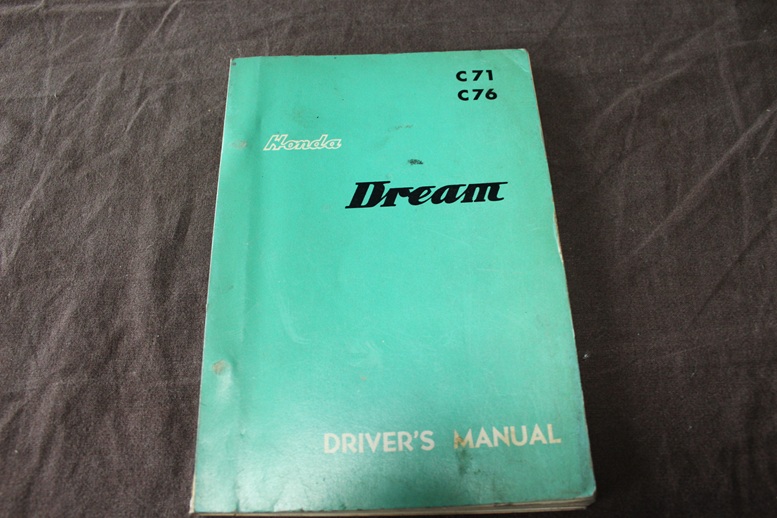 C71
C76
Honda
Dream
DRIVER'S MANUAL